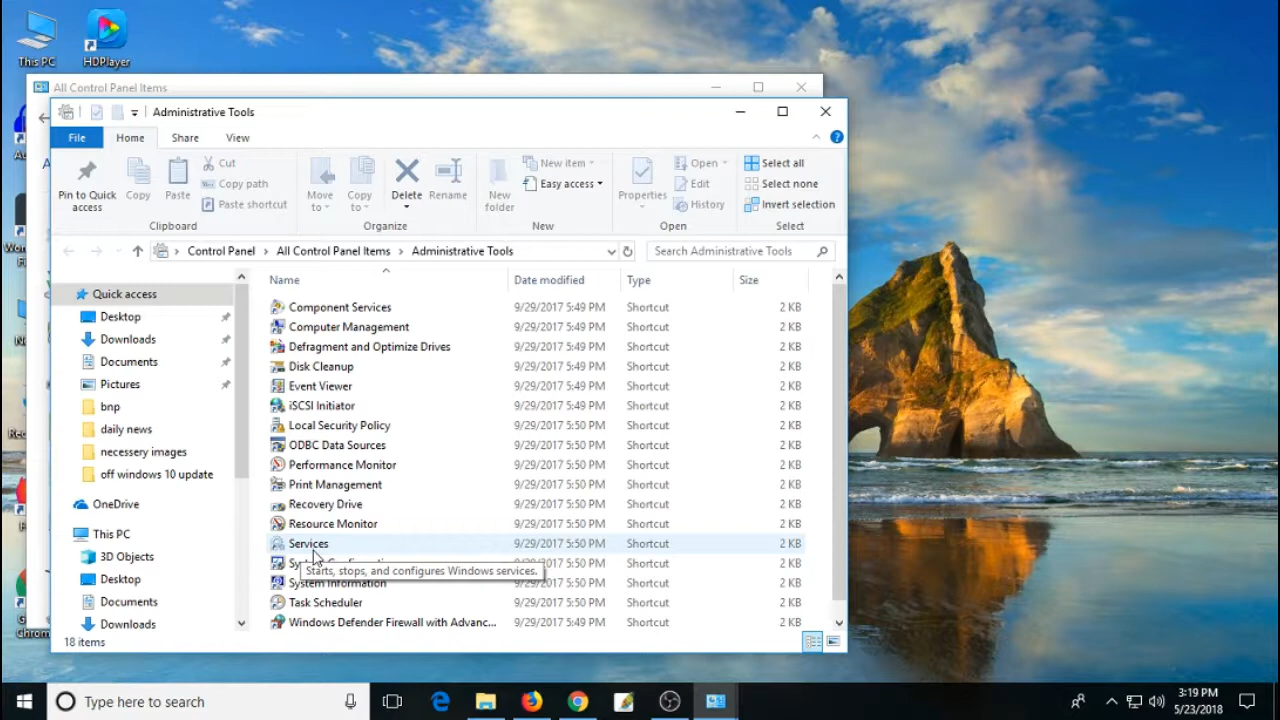 This PC
HDPlayer
All Control Panel Items
Administrative Tools
File
Home
Share
View
Pin to Quick access
Copy
Paste
Cut
Copy path
Paste shortcut
Clipboard
Move to
Copy to
Delete
Rename
Organize
New folder
New item
Easy access
New
Properties
Open
Edit
History
Open
Select all
Select none
Invert selection
Select
Control Panel > All Control Panel Items > Administrative Tools
Search Administrative Tools
Name Date modified Type Size
Quick access
Desktop
Downloads
Documents
Pictures
bnp
daily news
necessery images
off windows 10 update
OneDrive
This PC
3D Objects
Desktop
Documents
Downloads
Component Services 9/29/2017 5:49 PM Shortcut 2 KB
Computer Management 9/29/2017 5:49 PM Shortcut 2 KB
Defragment and Optimize Drives 9/29/2017 5:49 PM Shortcut 2 KB
Disk Cleanup 9/29/2017 5:49 PM Shortcut 2 KB
Event Viewer 9/29/2017 5:49 PM Shortcut 2 KB
iSCSI Initiator 9/29/2017 5:49 PM Shortcut 2 KB
Local Security Policy 9/29/2017 5:49 PM Shortcut 2 KB
ODBC Data Sources 9/29/2017 5:49 PM Shortcut 2 KB
Performance Monitor 9/29/2017 5:50 PM Shortcut 2 KB
Print Management 9/29/2017 5:50 PM Shortcut 2 KB
Recovery Drive 9/29/2017 5:50 PM Shortcut 2 KB
Resource Monitor 9/29/2017 5:50 PM Shortcut 2 KB
Services 9/29/2017 5:50 PM Shortcut 2 KB
9/29/2017 5:50 PM Shortcut 2 KB
Starts, stops, and configures Windows services.
System Information 9/29/2017 5:50 PM Shortcut 2 KB
Task Scheduler 9/29/2017 5:50 PM Shortcut 2 KB
Windows Defender Firewall with Advanc... 9/29/2017 5:50 PM Shortcut 2 KB
18 items
Type here to search
3:19 PM
5/23/2018